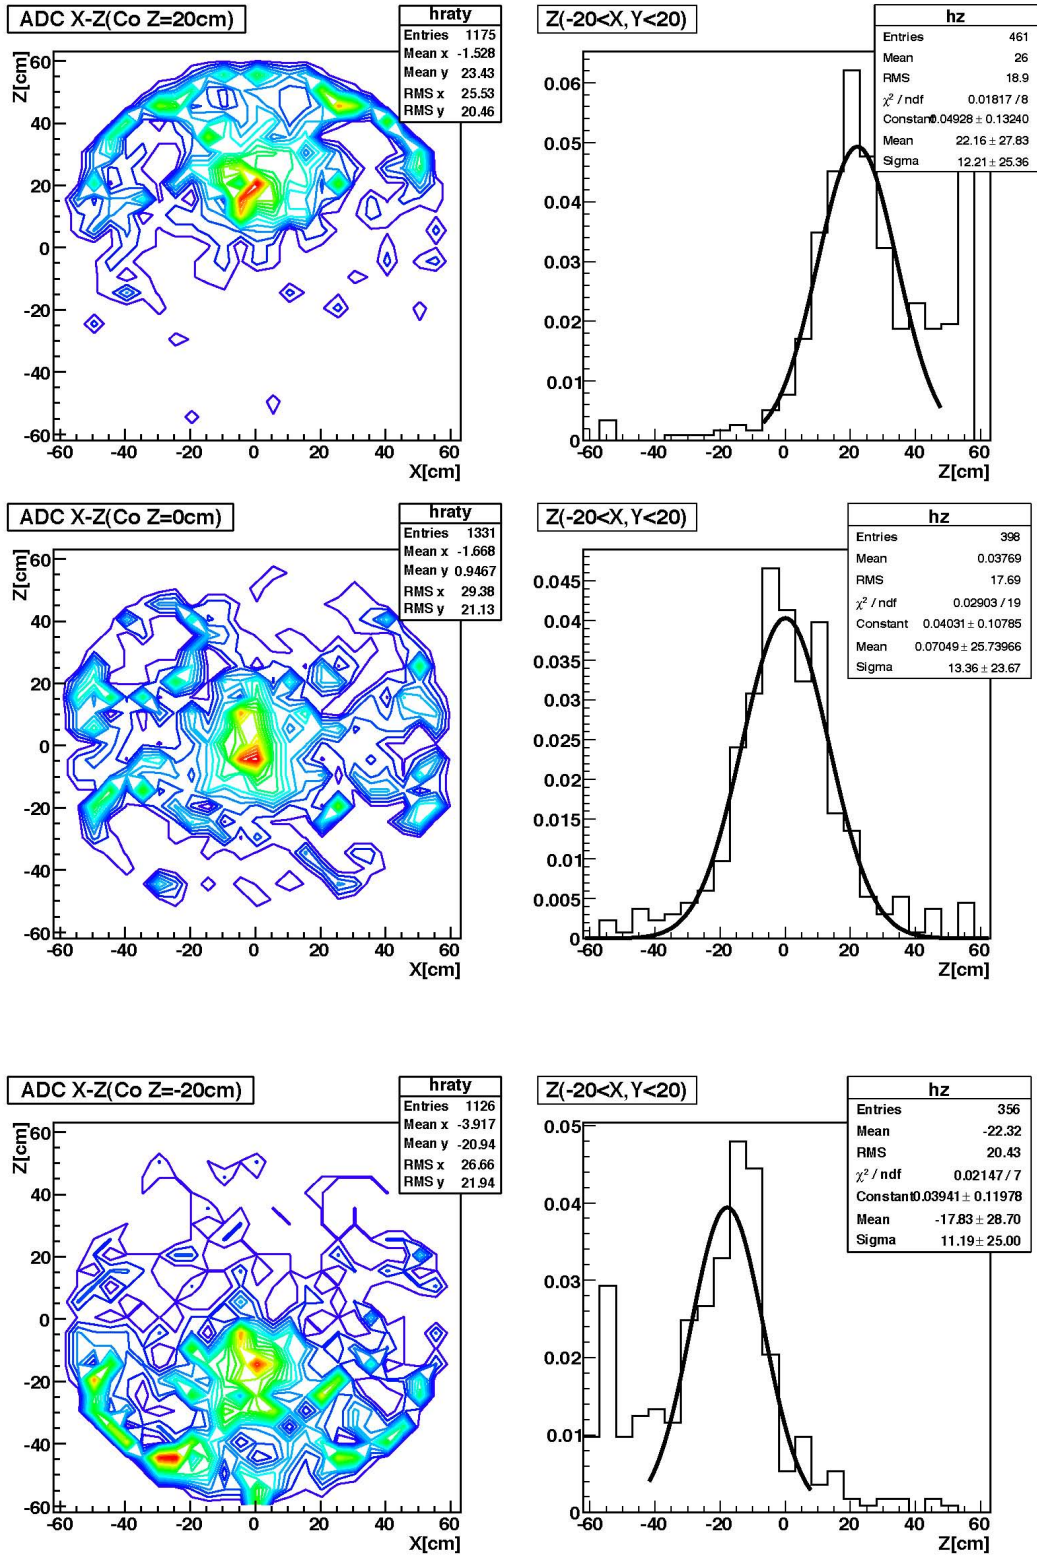 ADC X-Z(Co Z=20cm)
hraty
Entries 1175
Mean x -1.528
Mean y 23.43
RMS x 25.53
RMS y 20.46
Z[cm]
60
40
20
0
-20
-40
-60
-60 -40 -20 0 20 40 60
X[cm]
Z(-20<X, Y<20)
hz
Entries 461
Mean 26
RMS 18.9
χ² / ndf 0.01817 / 8
Constant 0.04928 ± 0.13240
Mean 22.16 ± 27.83
Sigma 12.21 ± 25.36
0.06
0.05
0.04
0.03
0.02
0.01
0
-60 -40 -20 0 20 40 60
Z[cm]
ADC X-Z(Co Z=0cm)
hraty
Entries 1331
Mean x -1.668
Mean y 0.9467
RMS x 29.38
RMS y 21.13
Z[cm]
60
40
20
0
-20
-40
-60
-60 -40 -20 0 20 40 60
X[cm]
Z(-20<X, Y<20)
hz
Entries 398
Mean 0.03769
RMS 17.69
χ² / ndf 0.02903 / 19
Constant 0.04031 ± 0.10785
Mean 0.07049 ± 25.73966
Sigma 13.36 ± 23.67
0.045
0.04
0.035
0.03
0.025
0.02
0.015
0.01
0.005
0
-60 -40 -20 0 20 40 60
Z[cm]
ADC X-Z(Co Z=-20cm)
hraty
Entries 1126
Mean x -3.917
Mean y -20.94
RMS x 26.66
RMS y 21.94
Z[cm]
60
40
20
0
-20
-40
-60
-60 -40 -20 0 20 40 60
X[cm]
Z(-20<X, Y<20)
hz
Entries 356
Mean -22.32
RMS 20.43
χ² / ndf 0.02147 / 7
Constant 0.03941 ± 0.11978
Mean -17.83 ± 28.70
Sigma 11.19 ± 25.00
0.05
0.04
0.03
0.02
0.01
0
-60 -40 -20 0 20 40 60
Z[cm]